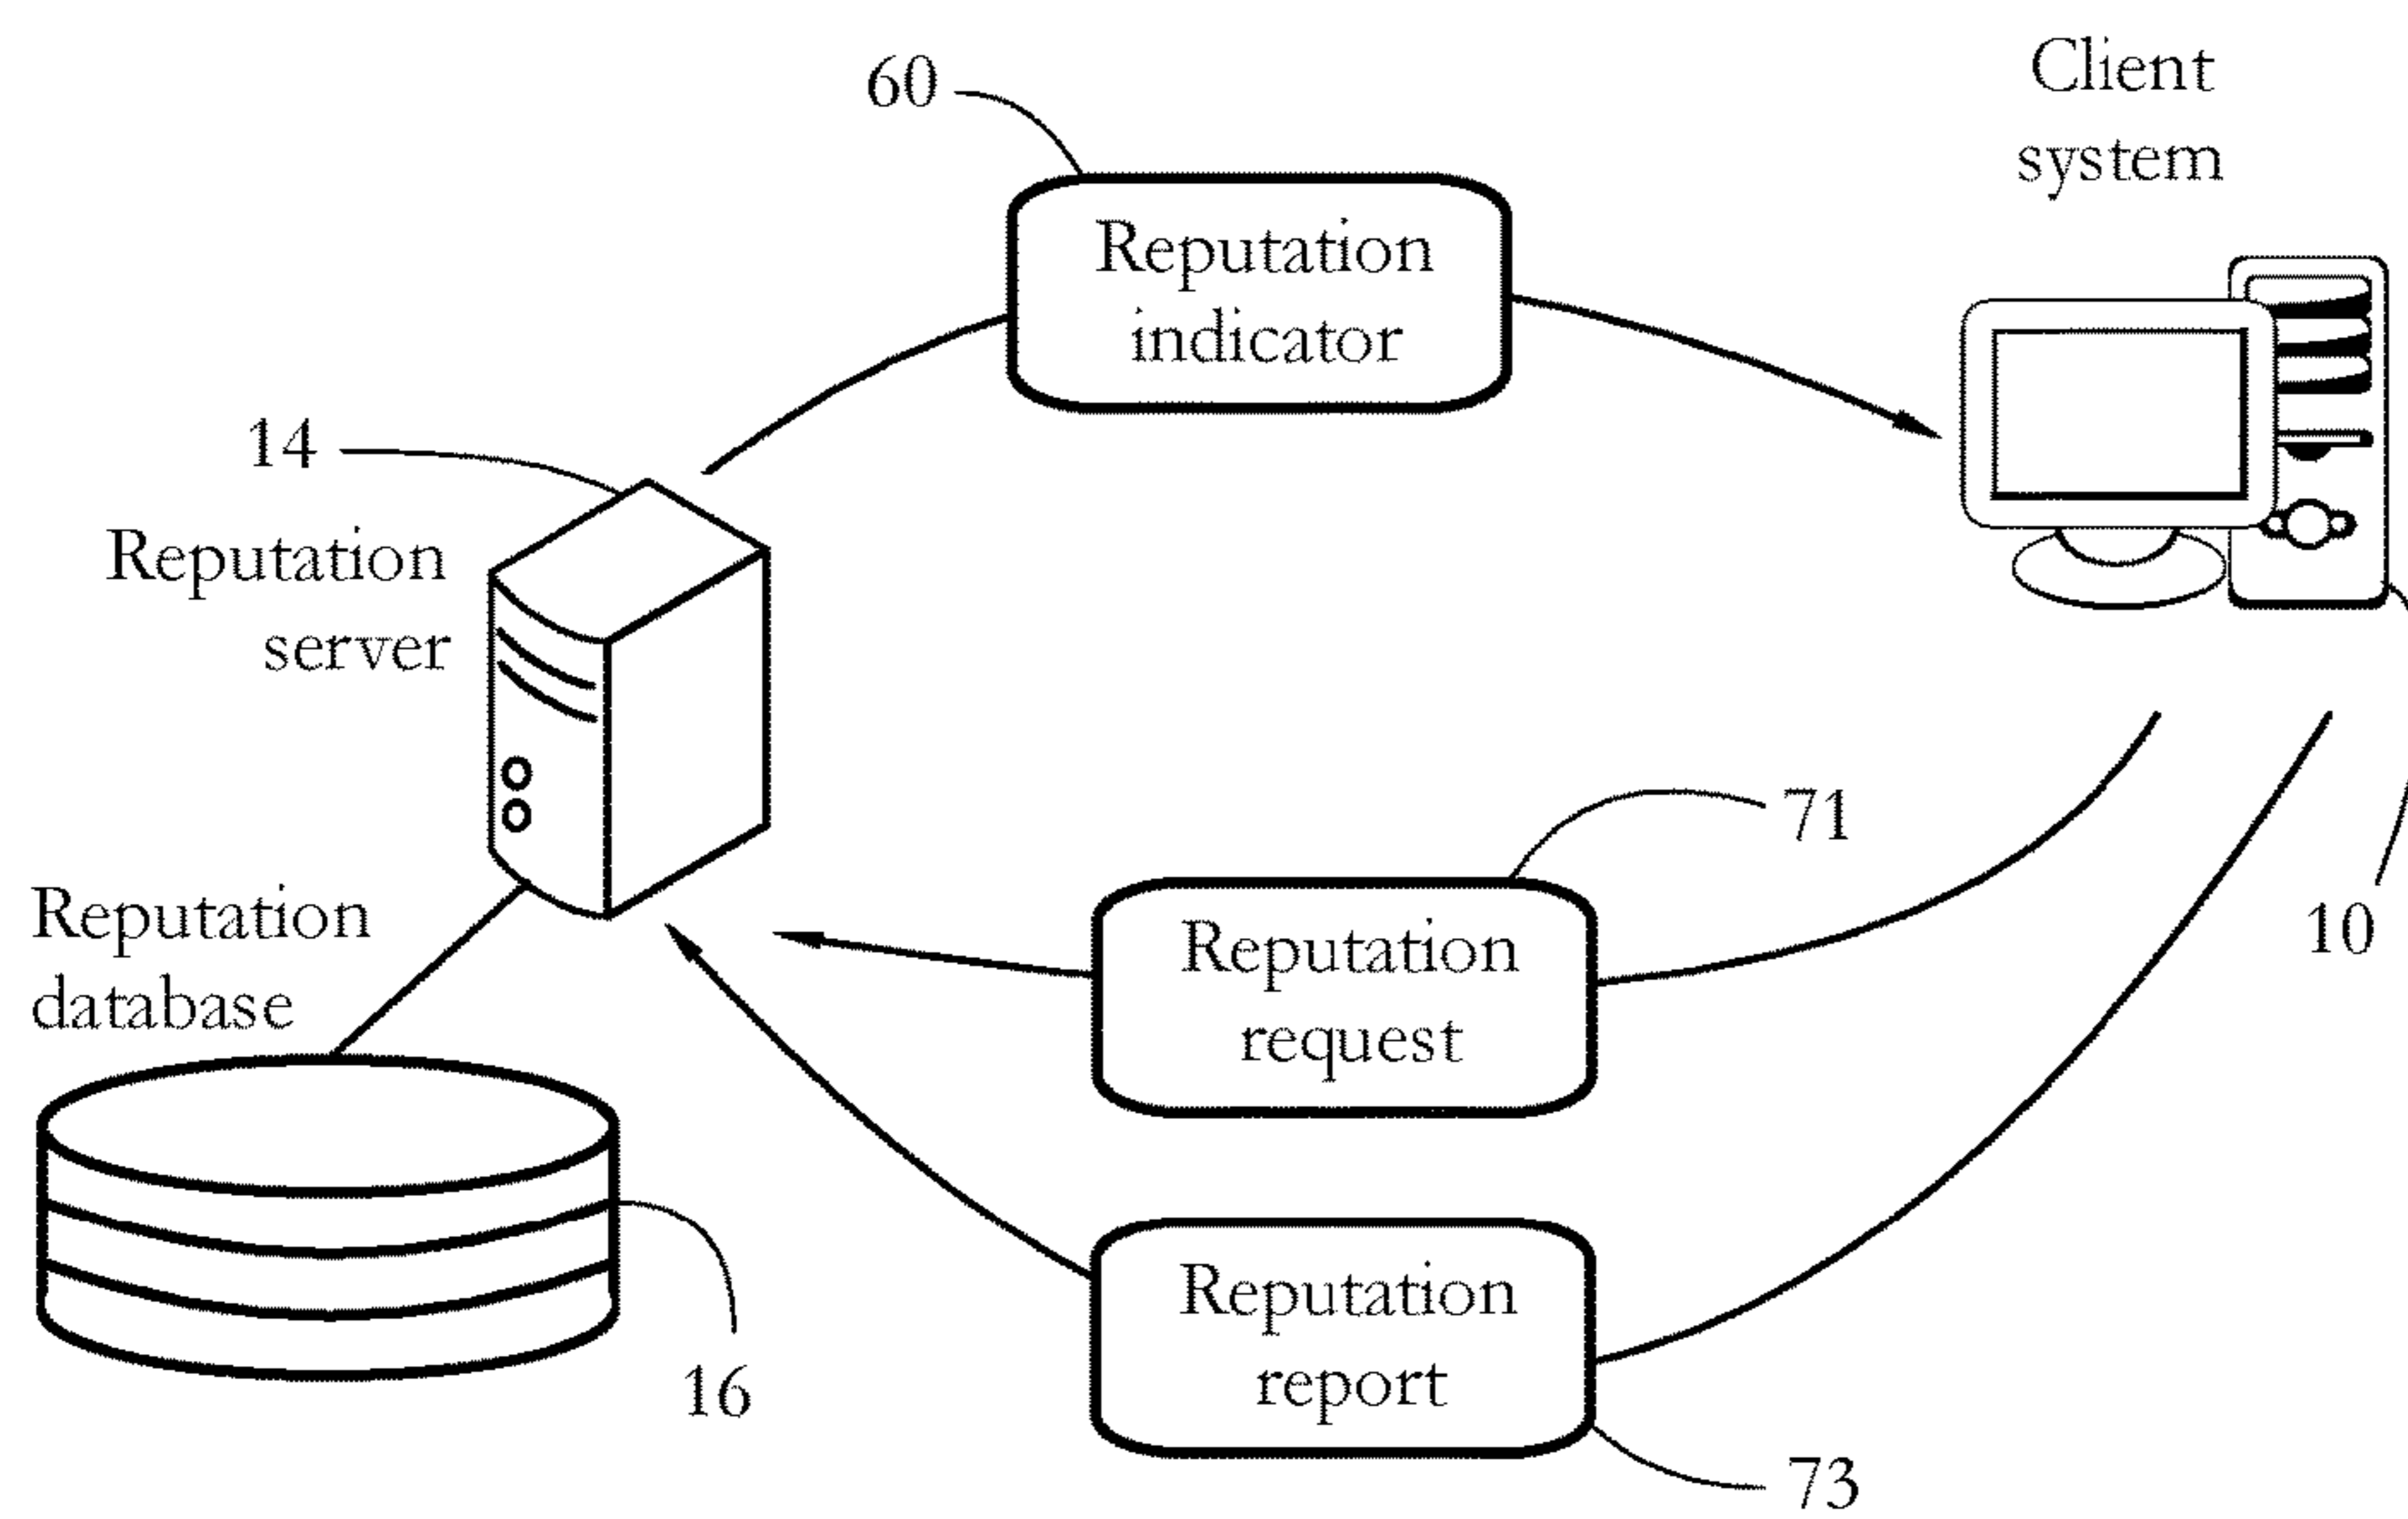 60
Client
system
Reputation
indicator
14
Reputation
server
71
Reputation
database
10
Reputation
request
Reputation
report
16
73